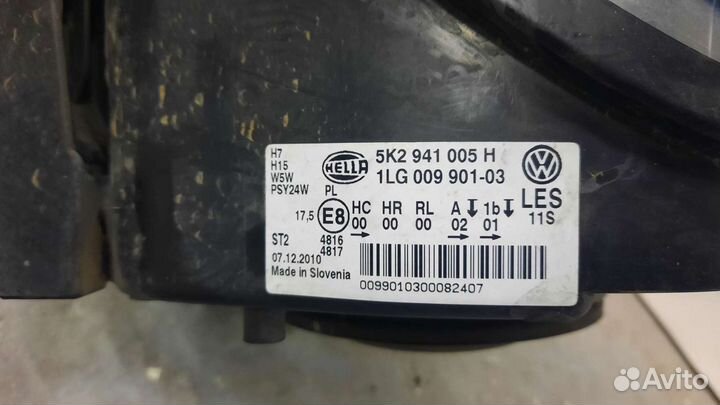 H7
H15
W5W
PSY24W PL
HELLA
5K2 941 005 H
1LG 009 901-03
VW
LES
11S
17,5 E8 HC HR RL A 1b
00 00 00 02 01
ST2 4816
4817
07.12.2010
Made in Slovenia
0099010300082407
Avito